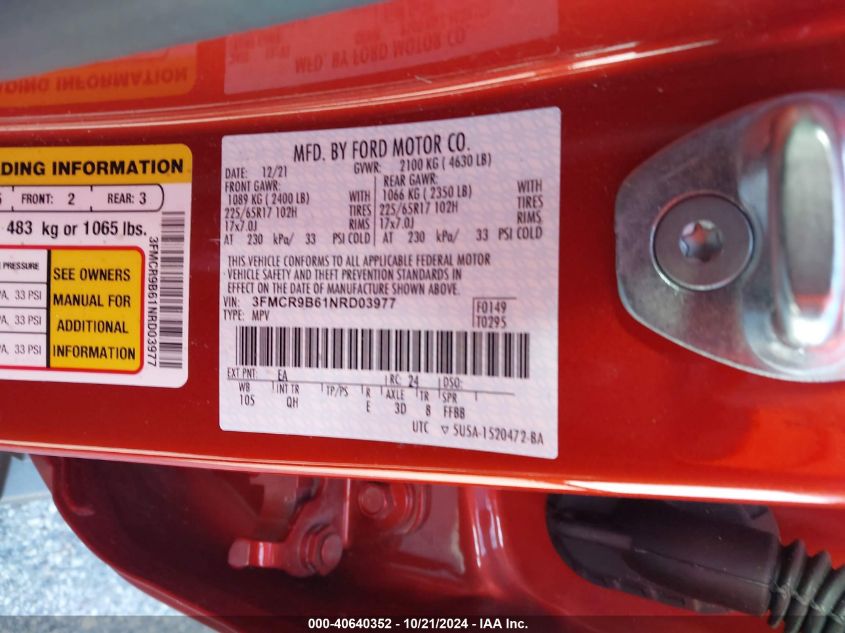 MFD. BY FORD MOTOR CO.
DATE: 12/21 GVWR: 2100 KG ( 4630 LB)
FRONT GAWR: REAR GAWR:
1089 KG ( 2400 LB) WITH 1066 KG ( 2350 LB) WITH
225/65R17 102H TIRES 225/65R17 102H TIRES
17x7.0J RIMS 17x7.0J RIMS
AT 230 kPa/ 33 PSI COLD AT 230 kPa/ 33 PSI COLD
THIS VEHICLE CONFORMS TO ALL APPLICABLE FEDERAL MOTOR
VEHICLE SAFETY AND THEFT PREVENTION STANDARDS IN
EFFECT ON THE DATE OF MANUFACTURE SHOWN ABOVE.
VIN: 3FMCR9B61NRD03977 F0149
TYPE: MPV T0295
EXT PNT: EA RC: 24 DSO:
WB INT TR TP/PS R AXLE TR SPR
105 QH E 3D 8 FFBB
UTC ▽ 5U5A-1520472-BA
DING INFORMATION
FRONT: 2 REAR: 3
483 kg or 1065 lbs.
PRESSURE
33 PSI
33 PSI
33 PSI
SEE OWNERS
MANUAL FOR
ADDITIONAL
INFORMATION
3FMCR9B61NRD03977
000-40640352 - 10/21/2024 - IAA Inc.